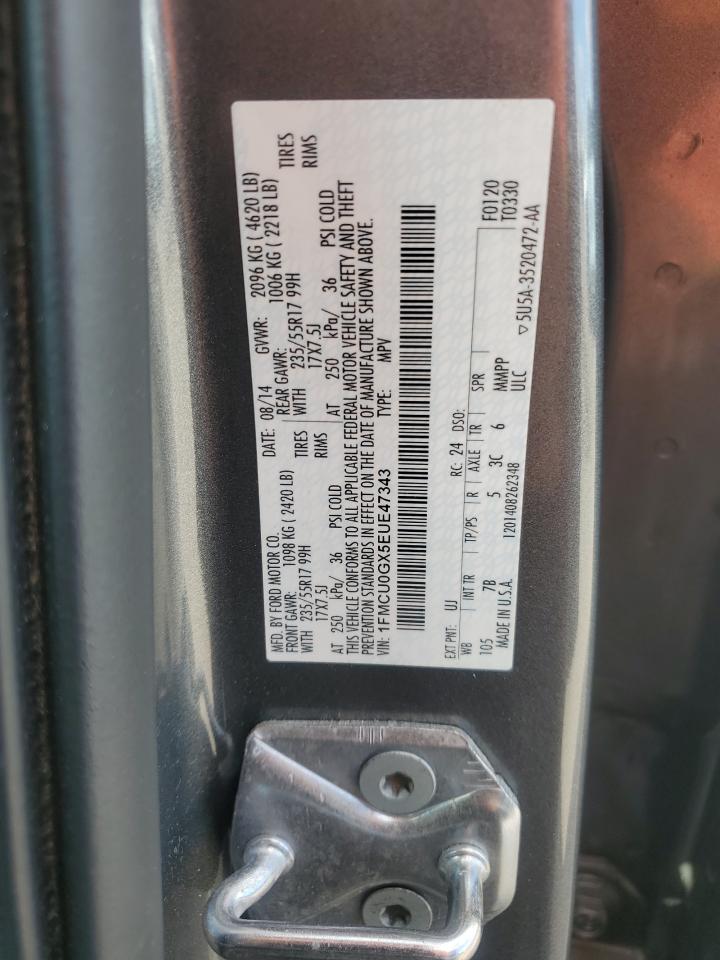 MFD. BY FORD MOTOR CO. DATE: 08/14 GVWR: 2096 KG ( 4620 LB)
FRONT GAWR: 1098 KG ( 2420 LB) REAR GAWR: 1006 KG ( 2218 LB)
WITH 235/55R17 99H WITH 235/55R17 99H TIRES
17X7.5J RIMS 17X7.5J RIMS
AT 250 kPa/ 36 PSI COLD AT 250 kPa/ 36 PSI COLD
THIS VEHICLE CONFORMS TO ALL APPLICABLE FEDERAL MOTOR VEHICLE SAFETY AND THEFT
PREVENTION STANDARDS IN EFFECT ON THE DATE OF MANUFACTURE SHOWN ABOVE.
VIN: 1FMCU0GX5EUE47343 TYPE: MPV
EXT PNT: UJ RC: 24 DSO: F0120
WB INT TR TP/PS R AXLE TR SPR T0330
105 7B 5 3C 6 MMPP
MADE IN U.S.A. 1201408262348 ULC ▽ 5U5A-3520472-AA